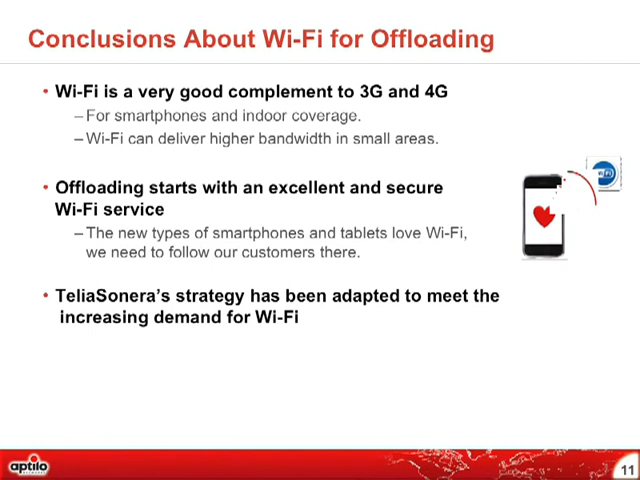 Conclusions About Wi-Fi for Offloading
• Wi-Fi is a very good complement to 3G and 4G
– For smartphones and indoor coverage.
– Wi-Fi can deliver higher bandwidth in small areas.
• Offloading starts with an excellent and secure
Wi-Fi service
– The new types of smartphones and tablets love Wi-Fi,
we need to follow our customers there.
• TeliaSonera's strategy has been adapted to meet the
increasing demand for Wi-Fi
aptilo
11